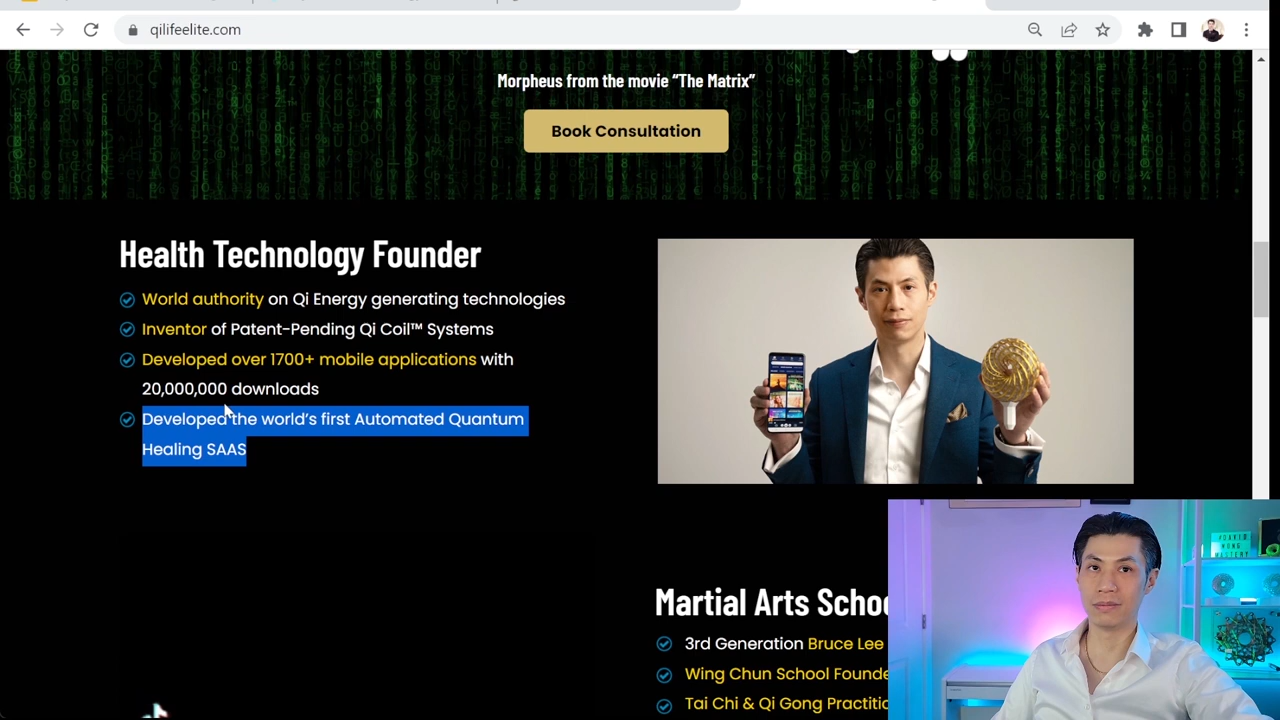 qilifeelite.com
Morpheus from the movie “The Matrix”
Book Consultation
Health Technology Founder
World authority on Qi Energy generating technologies
Inventor of Patent-Pending Qi Coil™ Systems
Developed over 1700+ mobile applications with
20,000,000 downloads
Developed the world’s first Automated Quantum
Healing SAAS
Martial Arts Schoo
3rd Generation Bruce Lee
Wing Chun School Founde
Tai Chi & Qi Gong Practitio